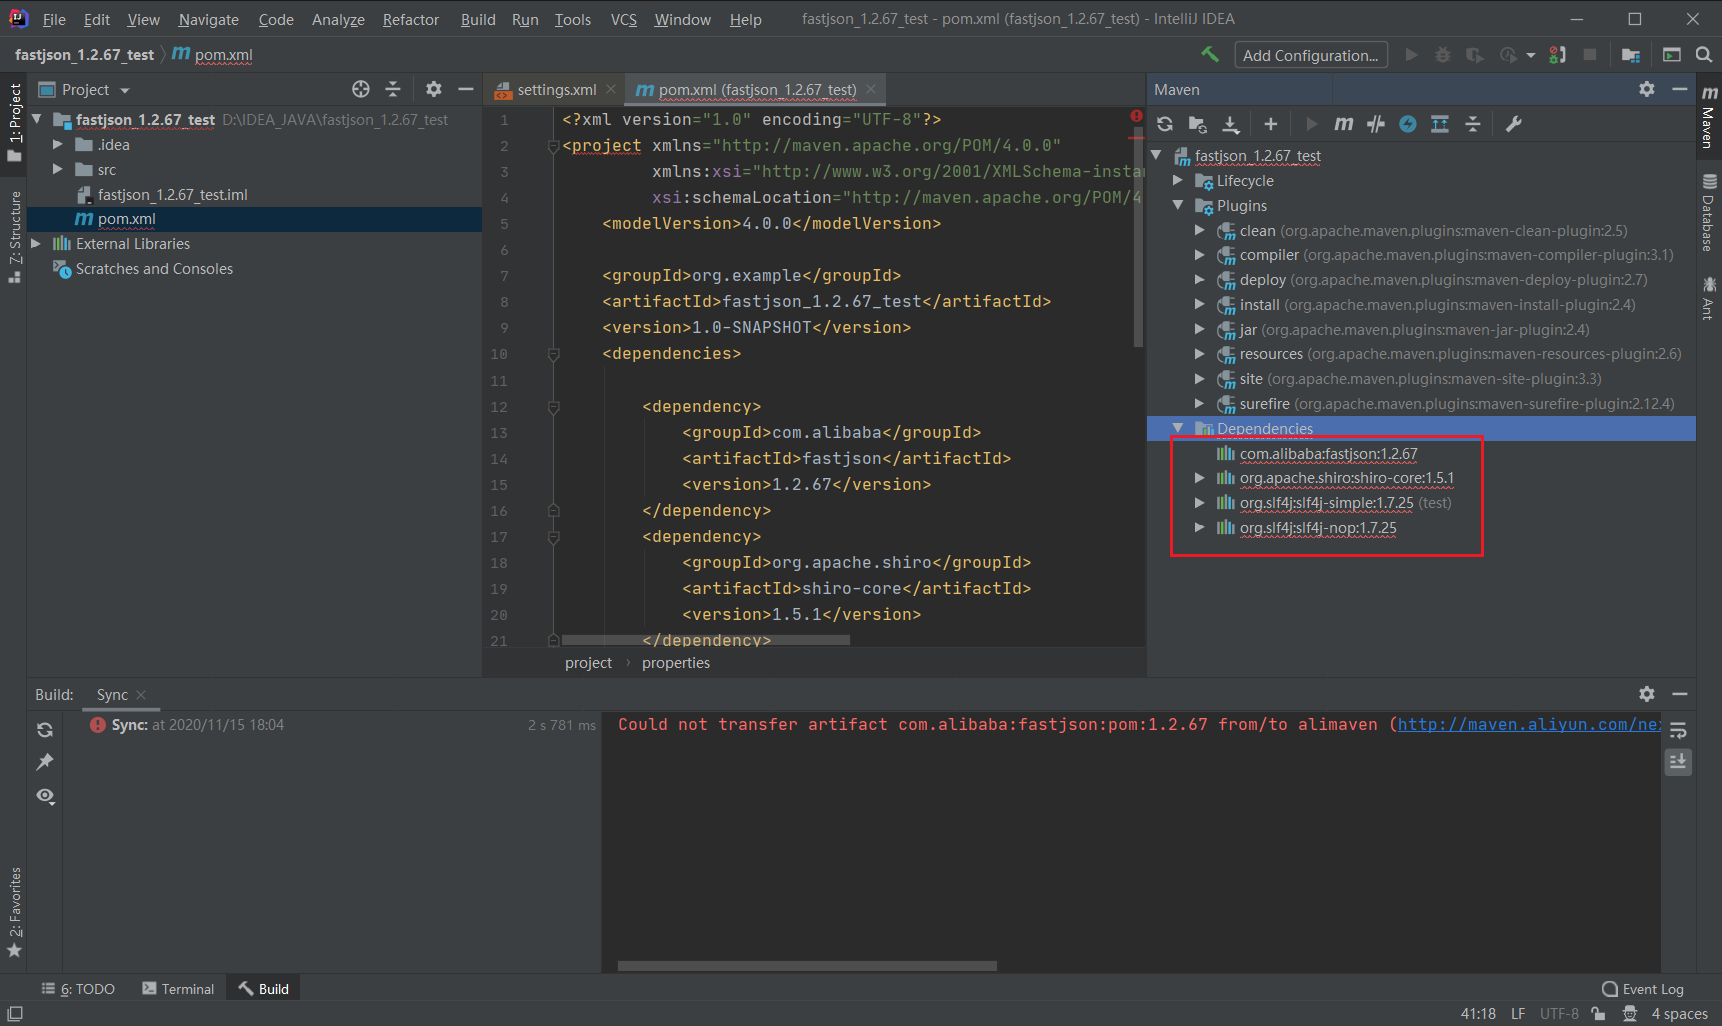 File Edit View Navigate Code Analyze Refactor Build Run Tools VCS Window Help fastjson_1.2.67_test - pom.xml (fastjson_1.2.67_test) - IntelliJ IDEA
fastjson_1.2.67_test pom.xml Add Configuration...
1: Project
7: Structure
2: Favorites
Project
fastjson_1.2.67_test D:\IDEA_JAVA\fastjson_1.2.67_test
.idea
src
fastjson_1.2.67_test.iml
pom.xml
External Libraries
Scratches and Consoles
settings.xml pom.xml (fastjson_1.2.67_test)
1 <?xml version="1.0" encoding="UTF-8"?>
2 <project xmlns="http://maven.apache.org/POM/4.0.0"
3 xmlns:xsi="http://www.w3.org/2001/XMLSchema-instan
4 xsi:schemaLocation="http://maven.apache.org/POM/4
5 <modelVersion>4.0.0</modelVersion>
6
7 <groupId>org.example</groupId>
8 <artifactId>fastjson_1.2.67_test</artifactId>
9 <version>1.0-SNAPSHOT</version>
10 <dependencies>
11
12 <dependency>
13 <groupId>com.alibaba</groupId>
14 <artifactId>fastjson</artifactId>
15 <version>1.2.67</version>
16 </dependency>
17 <dependency>
18 <groupId>org.apache.shiro</groupId>
19 <artifactId>shiro-core</artifactId>
20 <version>1.5.1</version>
21 </dependency>
project › properties
Maven
fastjson_1.2.67_test
Lifecycle
Plugins
clean (org.apache.maven.plugins:maven-clean-plugin:2.5)
compiler (org.apache.maven.plugins:maven-compiler-plugin:3.1)
deploy (org.apache.maven.plugins:maven-deploy-plugin:2.7)
install (org.apache.maven.plugins:maven-install-plugin:2.4)
jar (org.apache.maven.plugins:maven-jar-plugin:2.4)
resources (org.apache.maven.plugins:maven-resources-plugin:2.6)
site (org.apache.maven.plugins:maven-site-plugin:3.3)
surefire (org.apache.maven.plugins:maven-surefire-plugin:2.12.4)
Dependencies
com.alibaba:fastjson:1.2.67
org.apache.shiro:shiro-core:1.5.1
org.slf4j:slf4j-simple:1.7.25 (test)
org.slf4j:slf4j-nop:1.7.25
Maven
Database
Ant
Build: Sync
Sync: at 2020/11/15 18:04 2 s 781 ms
Could not transfer artifact com.alibaba:fastjson:pom:1.2.67 from/to alimaven (http://maven.aliyun.com/nex
6: TODO Terminal Build Event Log
41:18 LF UTF-8 4 spaces